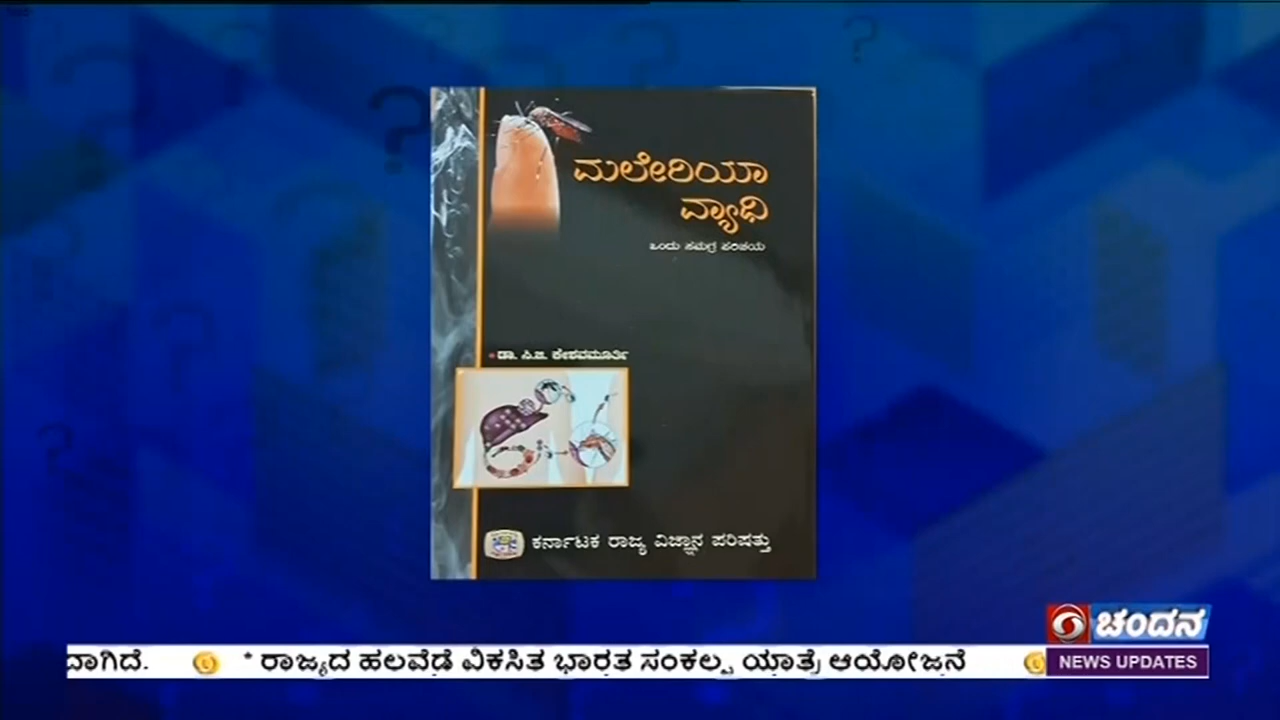 ಮಲೇರಿಯಾ
ವ್ಯಾಧಿ
ಒಂದು ಸಮಗ್ರ ಪರಿಚಯ
• ಡಾ. ಸಿ.ಜಿ. ಕೇಶವಮೂರ್ತಿ
ಕರ್ನಾಟಕ ರಾಜ್ಯ ವಿಜ್ಞಾನ ಪರಿಷತ್ತು
ಚಂದನ
ದಾಗಿದೆ. * ರಾಜ್ಯದ ಹಲವೆಡೆ ವಿಕಸಿತ ಭಾರತ ಸಂಕಲ್ಪ ಯಾತ್ರೆ ಆಯೋಜನೆ
NEWS UPDATES